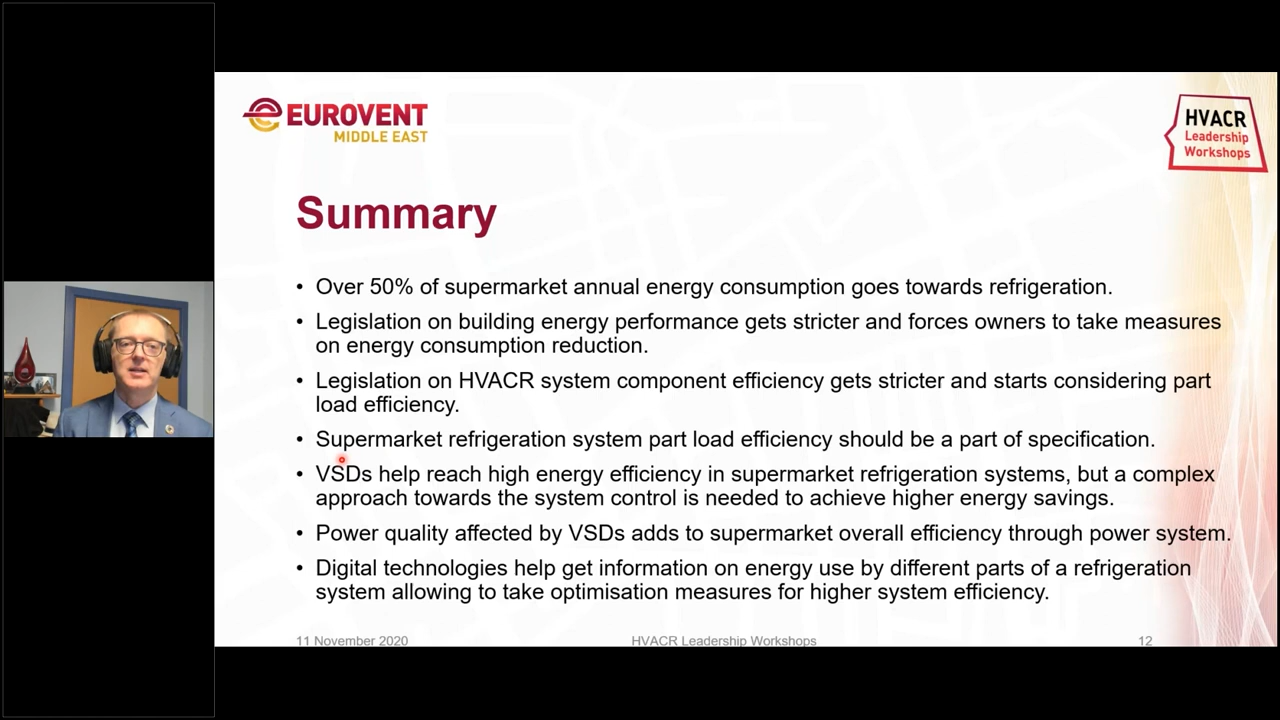 EUROVENT
MIDDLE EAST
HVACR
Leadership
Workshops
Summary
• Over 50% of supermarket annual energy consumption goes towards refrigeration.
• Legislation on building energy performance gets stricter and forces owners to take measures
on energy consumption reduction.
• Legislation on HVACR system component efficiency gets stricter and starts considering part
load efficiency.
• Supermarket refrigeration system part load efficiency should be a part of specification.
• VSDs help reach high energy efficiency in supermarket refrigeration systems, but a complex
approach towards the system control is needed to achieve higher energy savings.
• Power quality affected by VSDs adds to supermarket overall efficiency through power system.
• Digital technologies help get information on energy use by different parts of a refrigeration
system allowing to take optimisation measures for higher system efficiency.
11 November 2020
HVACR Leadership Workshops
12